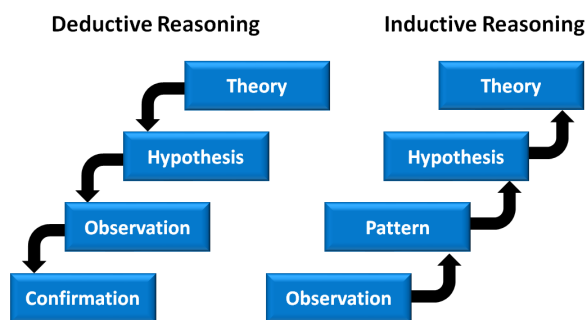 Deductive Reasoning
Theory
Hypothesis
Observation
Confirmation
Inductive Reasoning
Theory
Hypothesis
Pattern
Observation